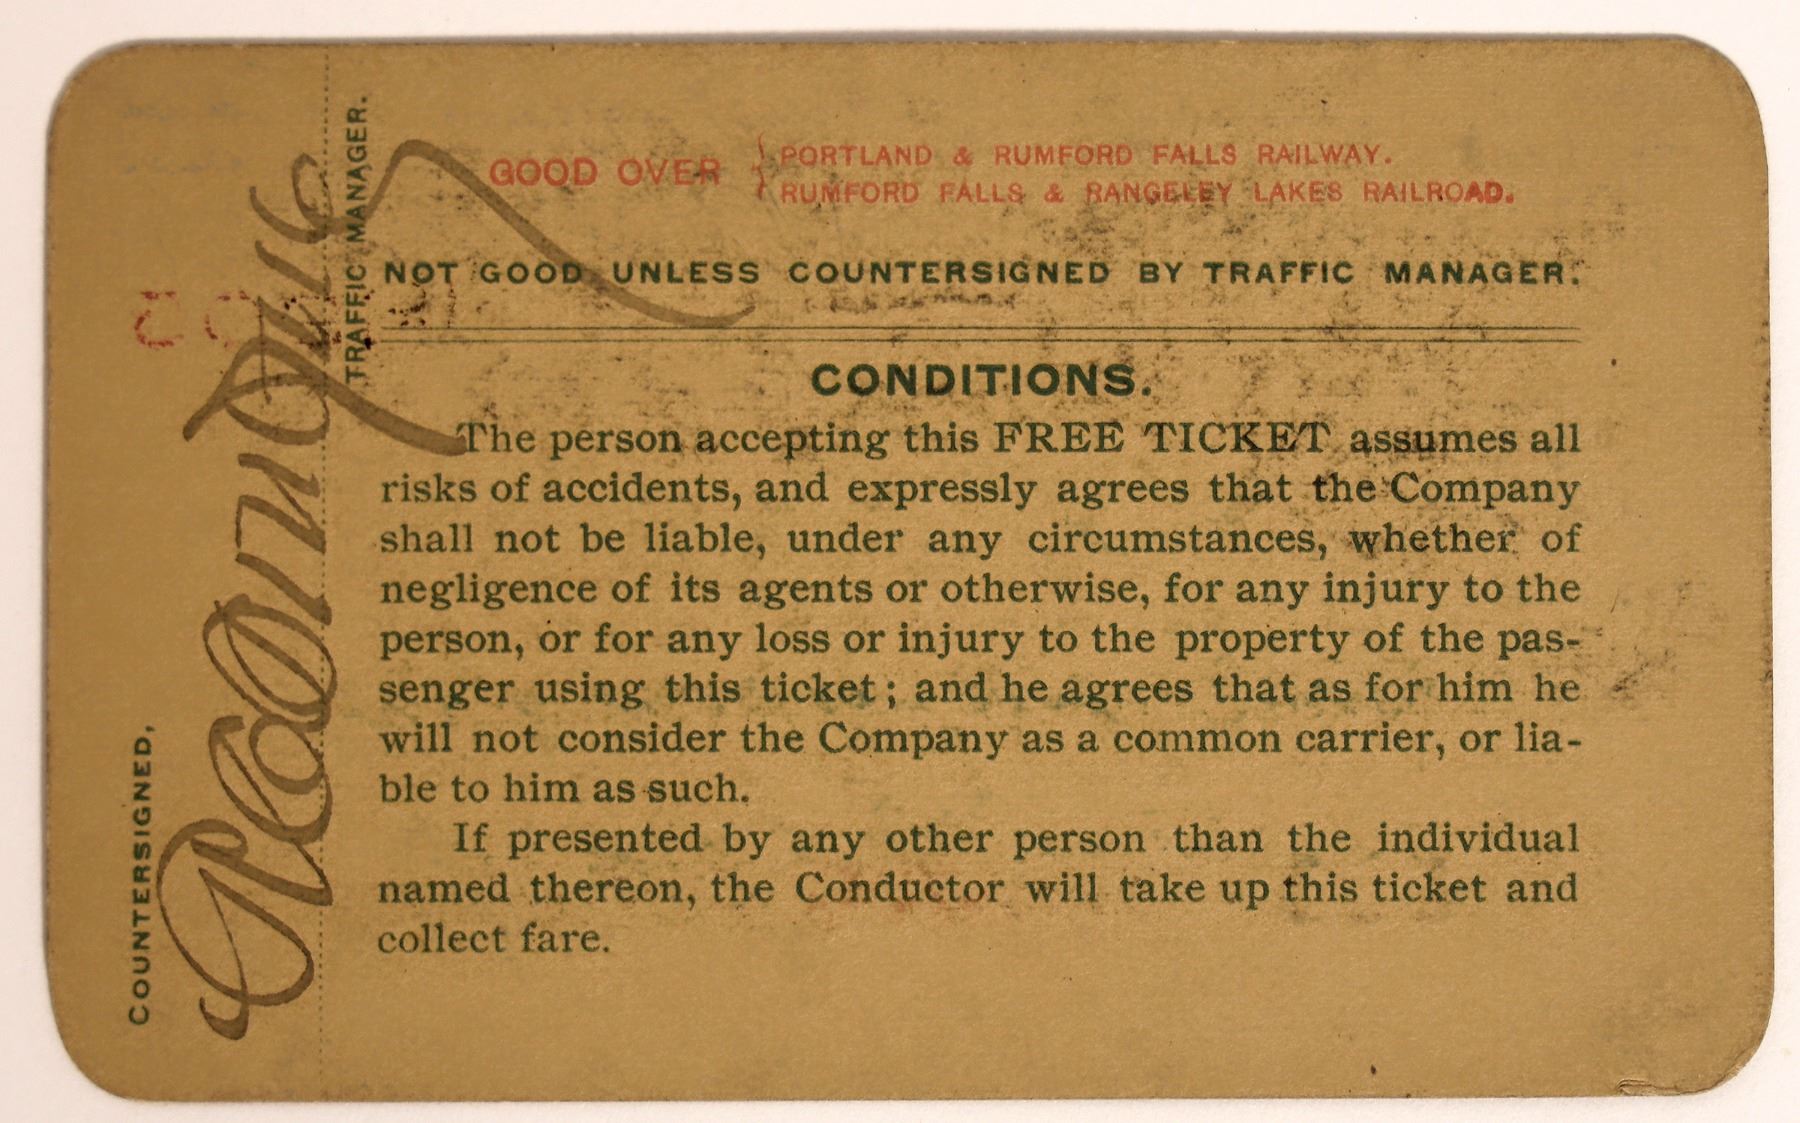 GOOD OVER { PORTLAND & RUMFORD FALLS RAILWAY.
RUMFORD FALLS & RANGELEY LAKES RAILROAD.
NOT GOOD UNLESS COUNTERSIGNED BY TRAFFIC MANAGER.
CONDITIONS.
The person accepting this FREE TICKET assumes all
risks of accidents, and expressly agrees that the Company
shall not be liable, under any circumstances, whether of
negligence of its agents or otherwise, for any injury to the
person, or for any loss or injury to the property of the pas-
senger using this ticket; and he agrees that as for him he
will not consider the Company as a common carrier, or lia-
ble to him as such.
If presented by any other person than the individual
named thereon, the Conductor will take up this ticket and
collect fare.
COUNTERSIGNED,
TRAFFIC MANAGER.